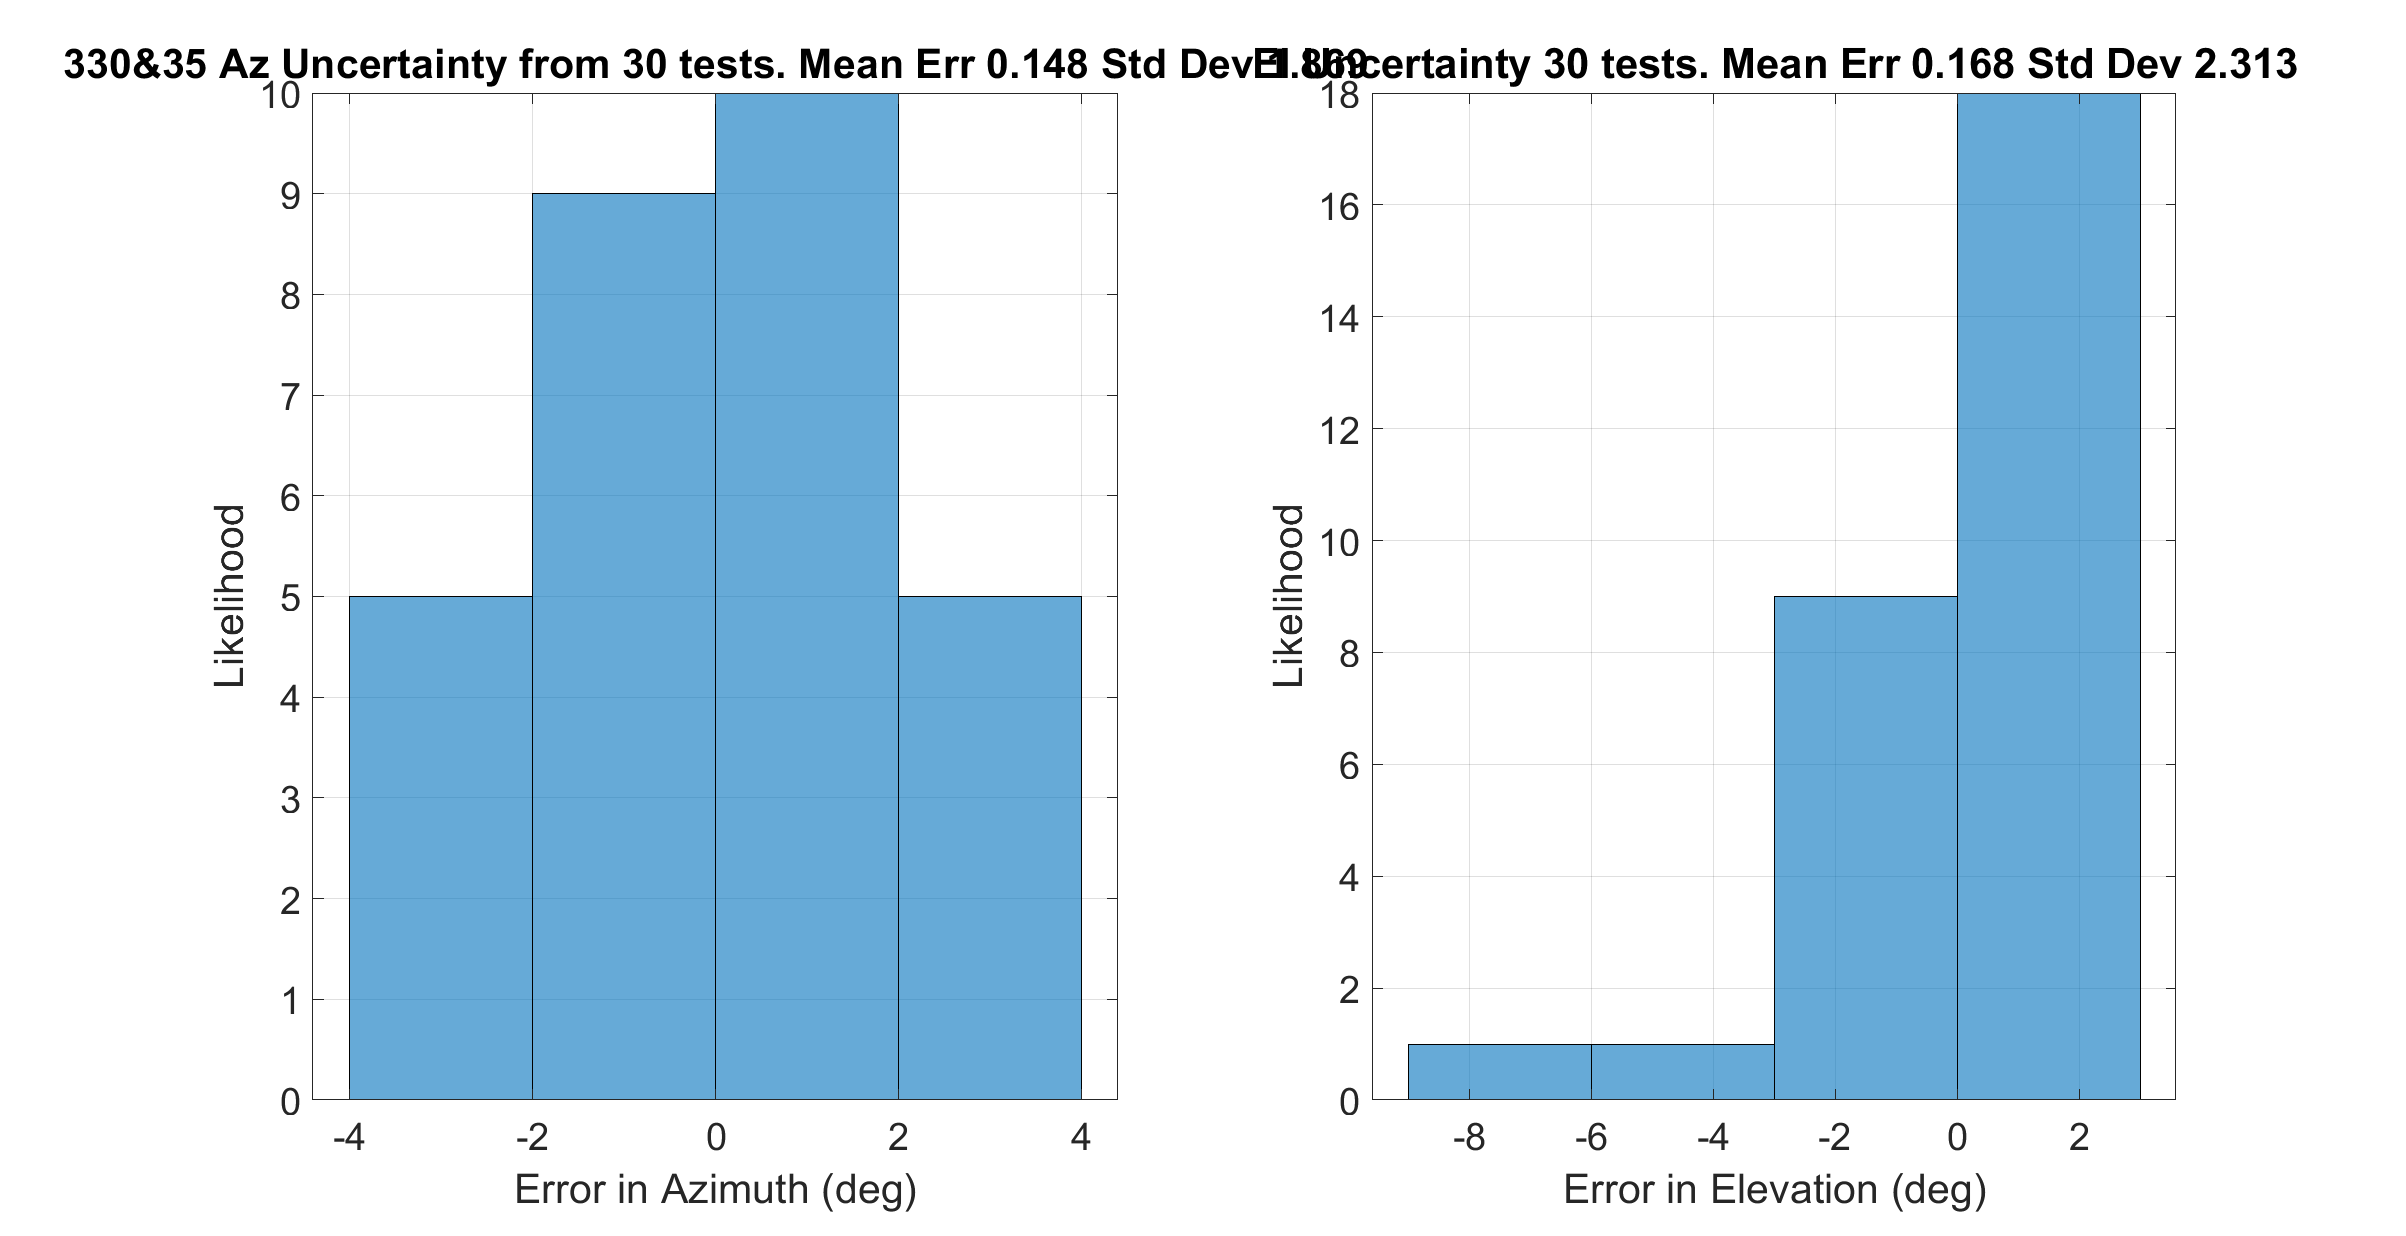 330&35 Az Uncertainty from 30 tests. Mean Err 0.148 Std Dev 1.869
El Uncertainty 30 tests. Mean Err 0.168 Std Dev 2.313
10
9
8
7
6
5
4
3
2
1
0
Likelihood
-4 -2 0 2 4
Error in Azimuth (deg)
18
16
14
12
10
8
6
4
2
0
Likelihood
-8 -6 -4 -2 0 2
Error in Elevation (deg)